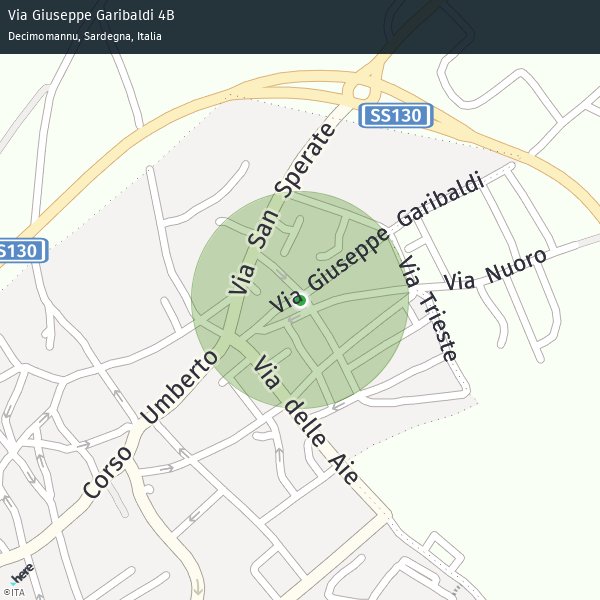 Via Giuseppe Garibaldi 4B
Decimomannu, Sardegna, Italia
SS130
Via San Sperate
Via Giuseppe Garibaldi
SS130
Via Nuoro
Via Trieste
Corso Umberto
Via delle Aie
here
©ITA